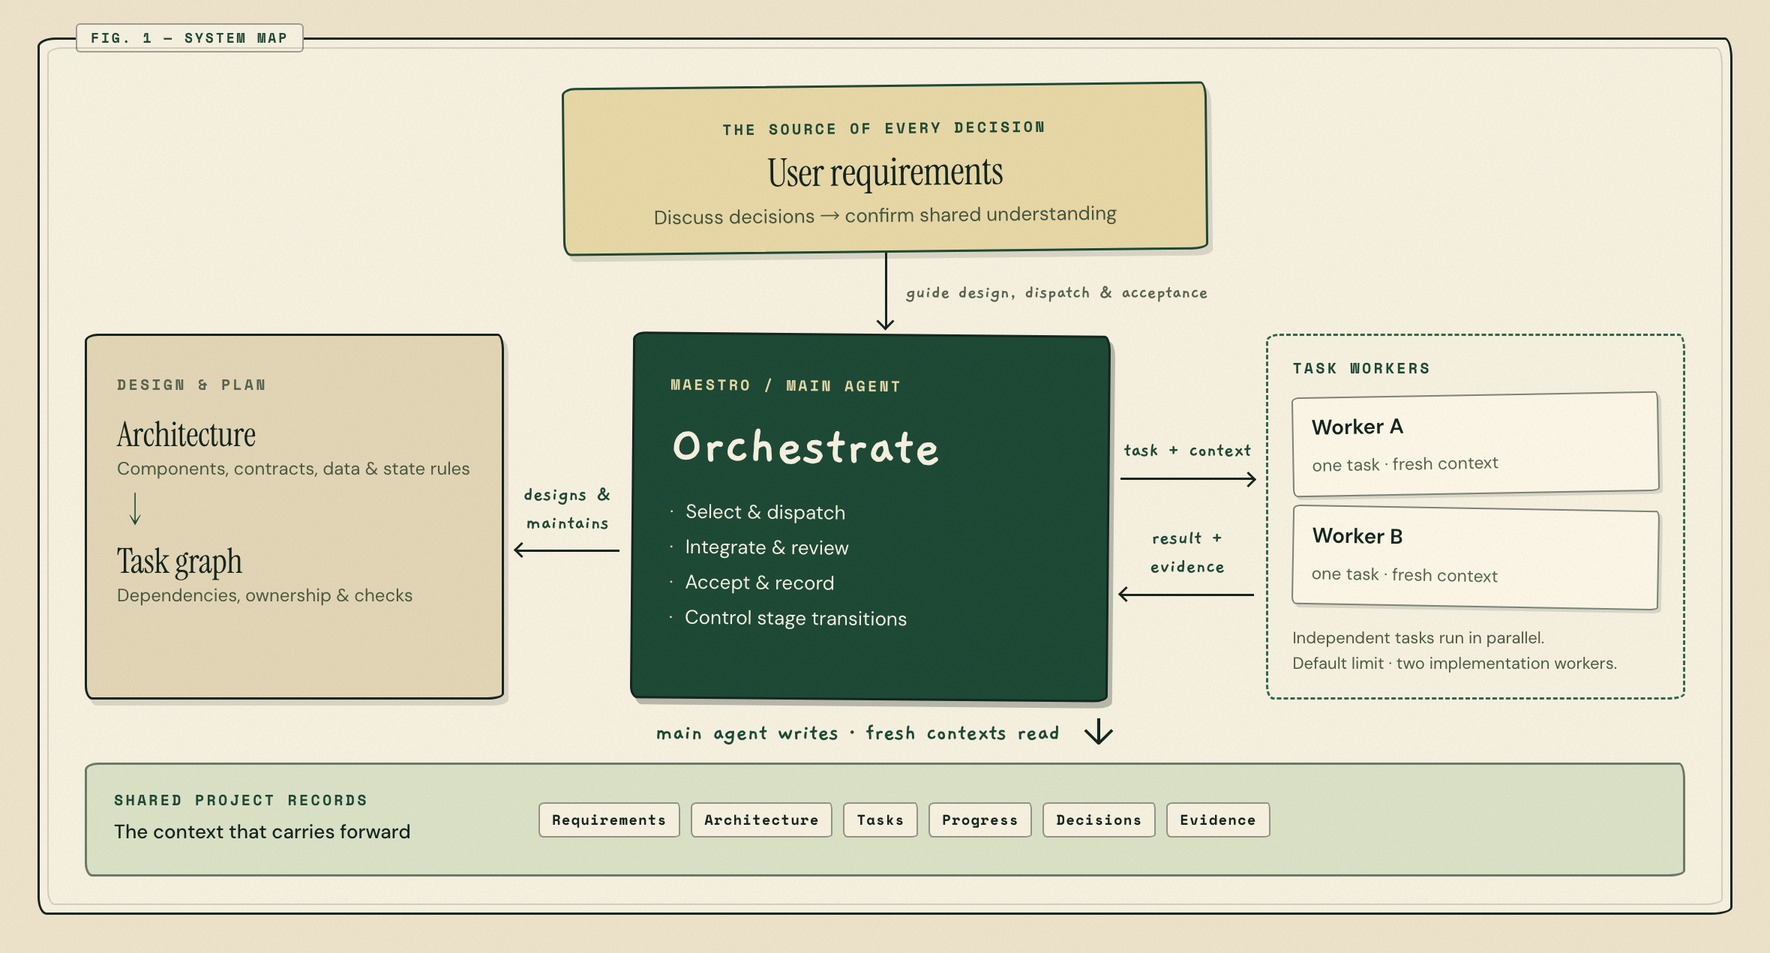 FIG. 1 — SYSTEM MAP
THE SOURCE OF EVERY DECISION
User requirements
Discuss decisions → confirm shared understanding
guide design, dispatch & acceptance
DESIGN & PLAN
Architecture
Components, contracts, data & state rules
↓
Task graph
Dependencies, ownership & checks
designs &
maintains
MAESTRO / MAIN AGENT
Orchestrate
· Select & dispatch
· Integrate & review
· Accept & record
· Control stage transitions
task + context
result +
evidence
TASK WORKERS
Worker A
one task · fresh context
Worker B
one task · fresh context
Independent tasks run in parallel.
Default limit · two implementation workers.
main agent writes · fresh contexts read
SHARED PROJECT RECORDS
The context that carries forward
Requirements Architecture Tasks Progress Decisions Evidence